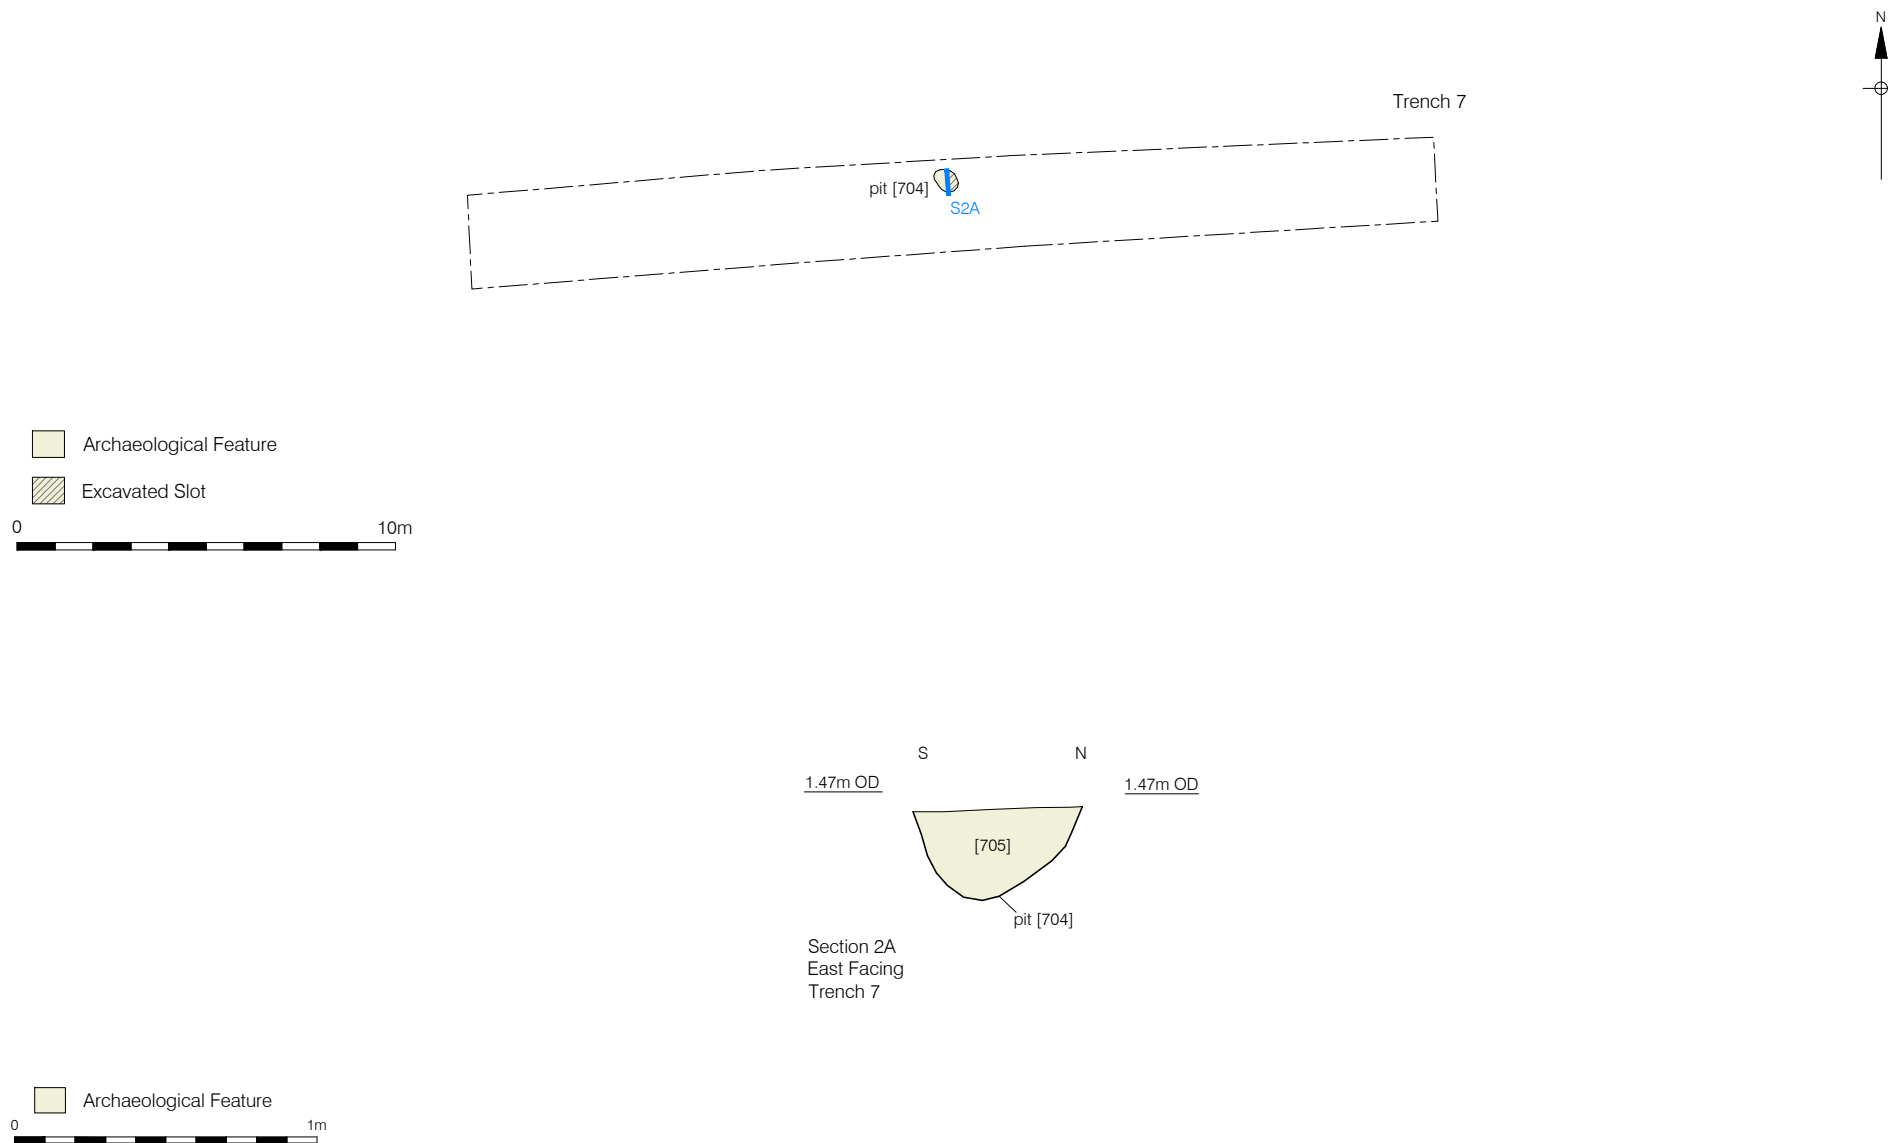 N
Trench 7
pit [704]
S2A
Archaeological Feature
Excavated Slot
0 10m
S N
1.47m OD 1.47m OD
[705]
pit [704]
Section 2A
East Facing
Trench 7
Archaeological Feature
0 1m